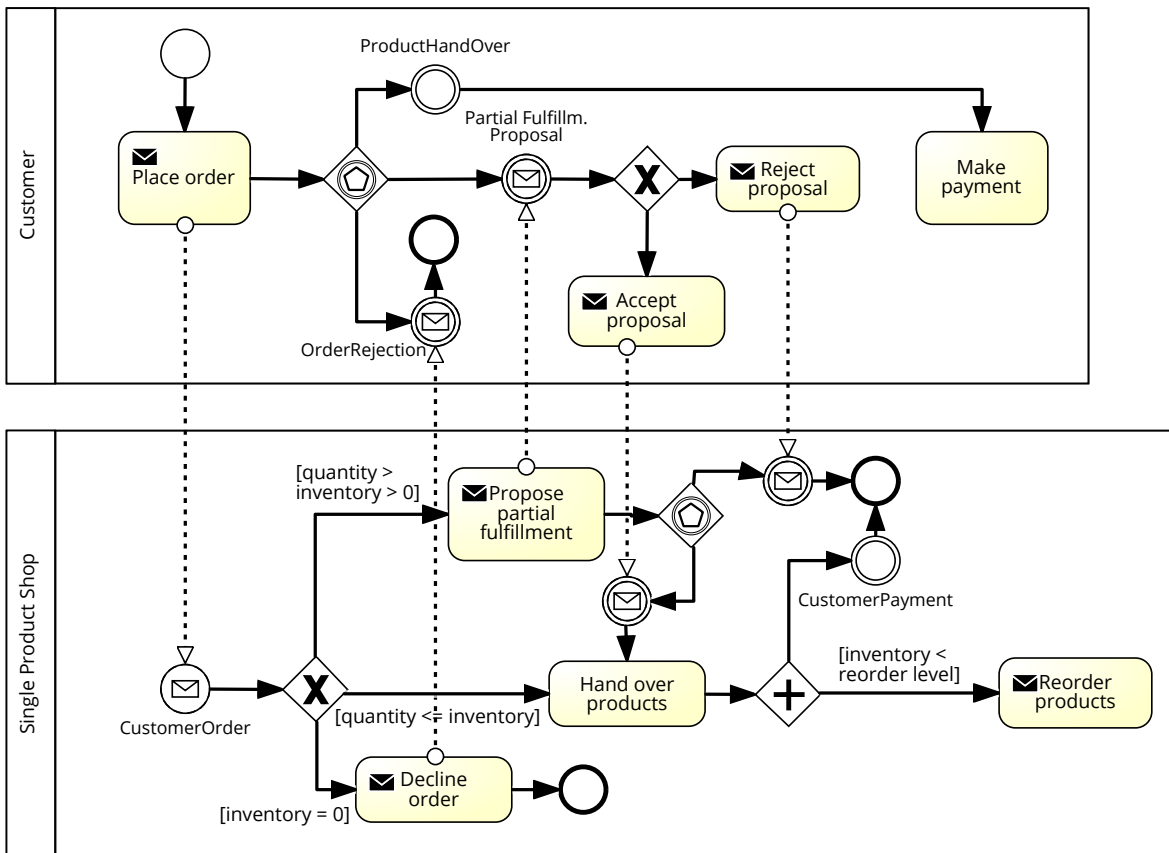 Customer
ProductHandOver
Partial Fulfillm.
Proposal
Place order
Reject
proposal
Make
payment
Accept
proposal
OrderRejection
Single Product Shop
[quantity >
inventory > 0]
Propose
partial
fulfillment
CustomerPayment
[inventory <
reorder level]
Hand over
products
Reorder
products
CustomerOrder
[quantity <= inventory]
Decline
order
[inventory = 0]